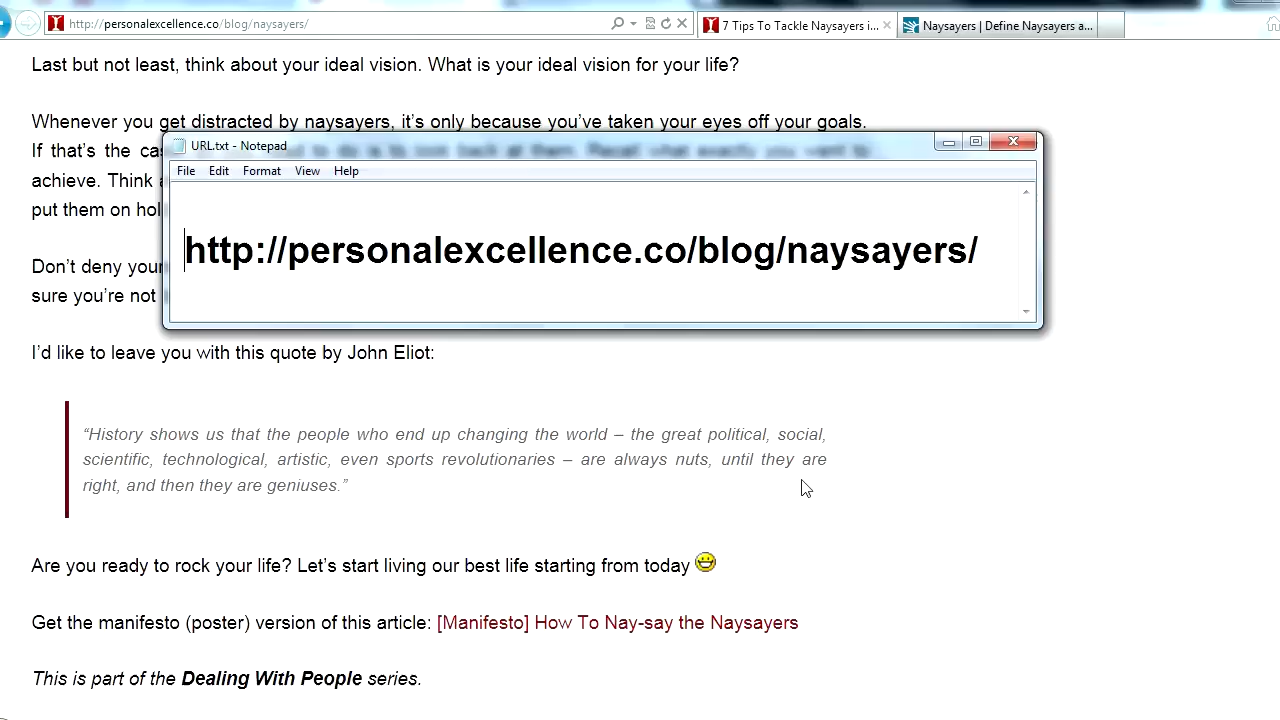 http://personalexcellence.co/blog/naysayers/
7 Tips To Tackle Naysayers i...
Naysayers | Define Naysayers a...
Last but not least, think about your ideal vision. What is your ideal vision for your life?
Whenever you get distracted by naysayers, it's only because you've taken your eyes off your goals.
If that's the
achieve. Think
put them on
Don't deny your
sure you're not
URL.txt - Notepad
File Edit Format View Help
http://personalexcellence.co/blog/naysayers/
I'd like to leave you with this quote by John Eliot:
“History shows us that the people who end up changing the world – the great political, social,
scientific, technological, artistic, even sports revolutionaries – are always nuts, until they are
right, and then they are geniuses.”
Are you ready to rock your life? Let's start living our best life starting from today
Get the manifesto (poster) version of this article: [Manifesto] How To Nay-say the Naysayers
This is part of the Dealing With People series.